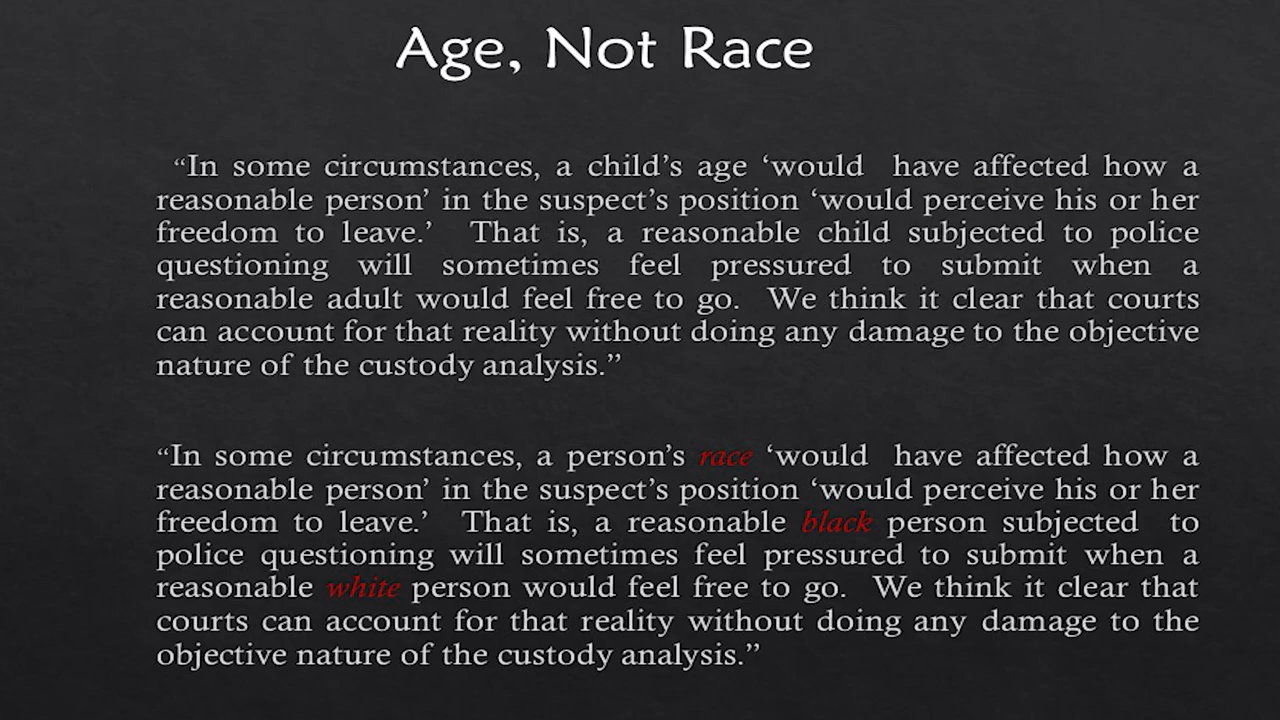 Age, Not Race
“In some circumstances, a child’s age ‘would have affected how a
reasonable person’ in the suspect’s position ‘would perceive his or her
freedom to leave.’ That is, a reasonable child subjected to police
questioning will sometimes feel pressured to submit when a
reasonable adult would feel free to go. We think it clear that courts
can account for that reality without doing any damage to the objective
nature of the custody analysis.”
“In some circumstances, a person’s race ‘would have affected how a
reasonable person’ in the suspect’s position ‘would perceive his or her
freedom to leave.’ That is, a reasonable black person subjected to
police questioning will sometimes feel pressured to submit when a
reasonable white person would feel free to go. We think it clear that
courts can account for that reality without doing any damage to the
objective nature of the custody analysis.”